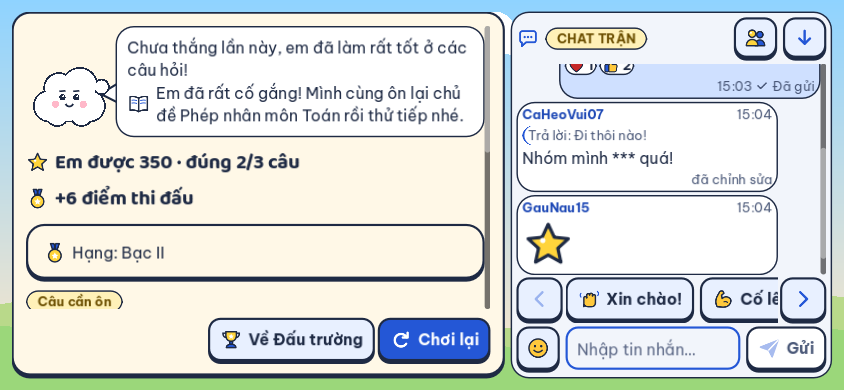 Chưa thắng lần này, em đã làm rất tốt ở các
câu hỏi!
Em đã rất cố gắng! Mình cùng ôn lại chủ
đề Phép nhân môn Toán rồi thử tiếp nhé.
Em được 350 · đúng 2/3 câu
+6 điểm thi đấu
Hạng: Bạc II
Câu cần ôn
Về Đấu trường
Chơi lại
CHAT TRẬN
1
2
15:03 ✓ Đã gửi
CaHeoVui07 15:04
Trả lời: Đi thôi nào!
Nhóm mình *** quá!
đã chỉnh sửa
GauNau15 15:04
Xin chào!
Cố lê
Nhập tin nhắn...
Gửi